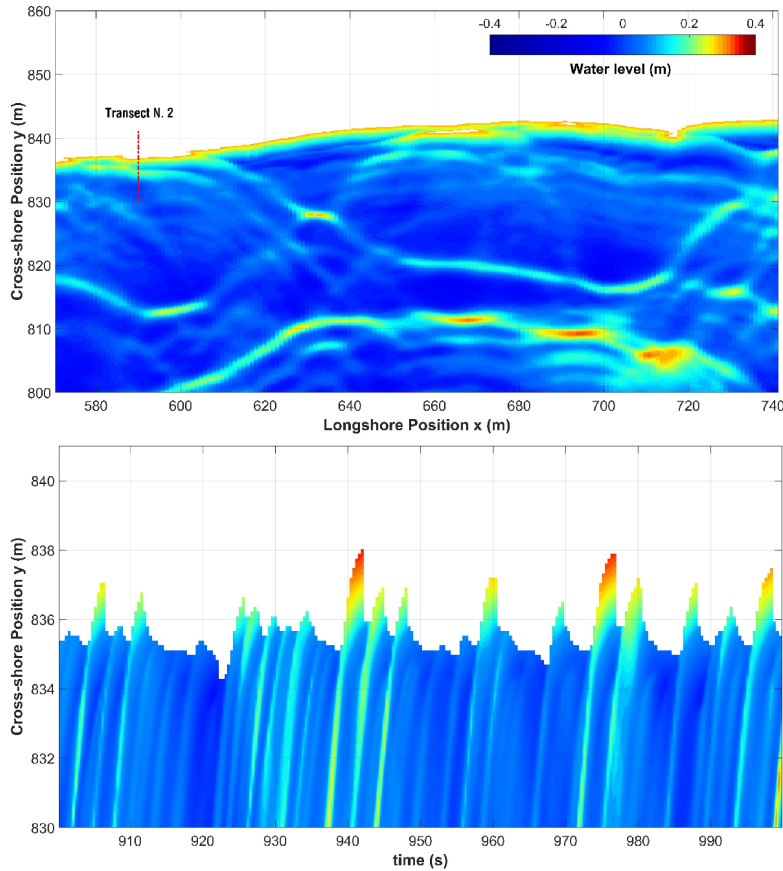 860
850
840
830
820
810
800
Cross-shore Position y (m)
-0.4 -0.2 0 0.2 0.4
Water level (m)
Transect N. 2
580 600 620 640 660 680 700 720 740
Longshore Position x (m)
840
838
836
834
832
830
Cross-shore Position y (m)
910 920 930 940 950 960 970 980 990
time (s)